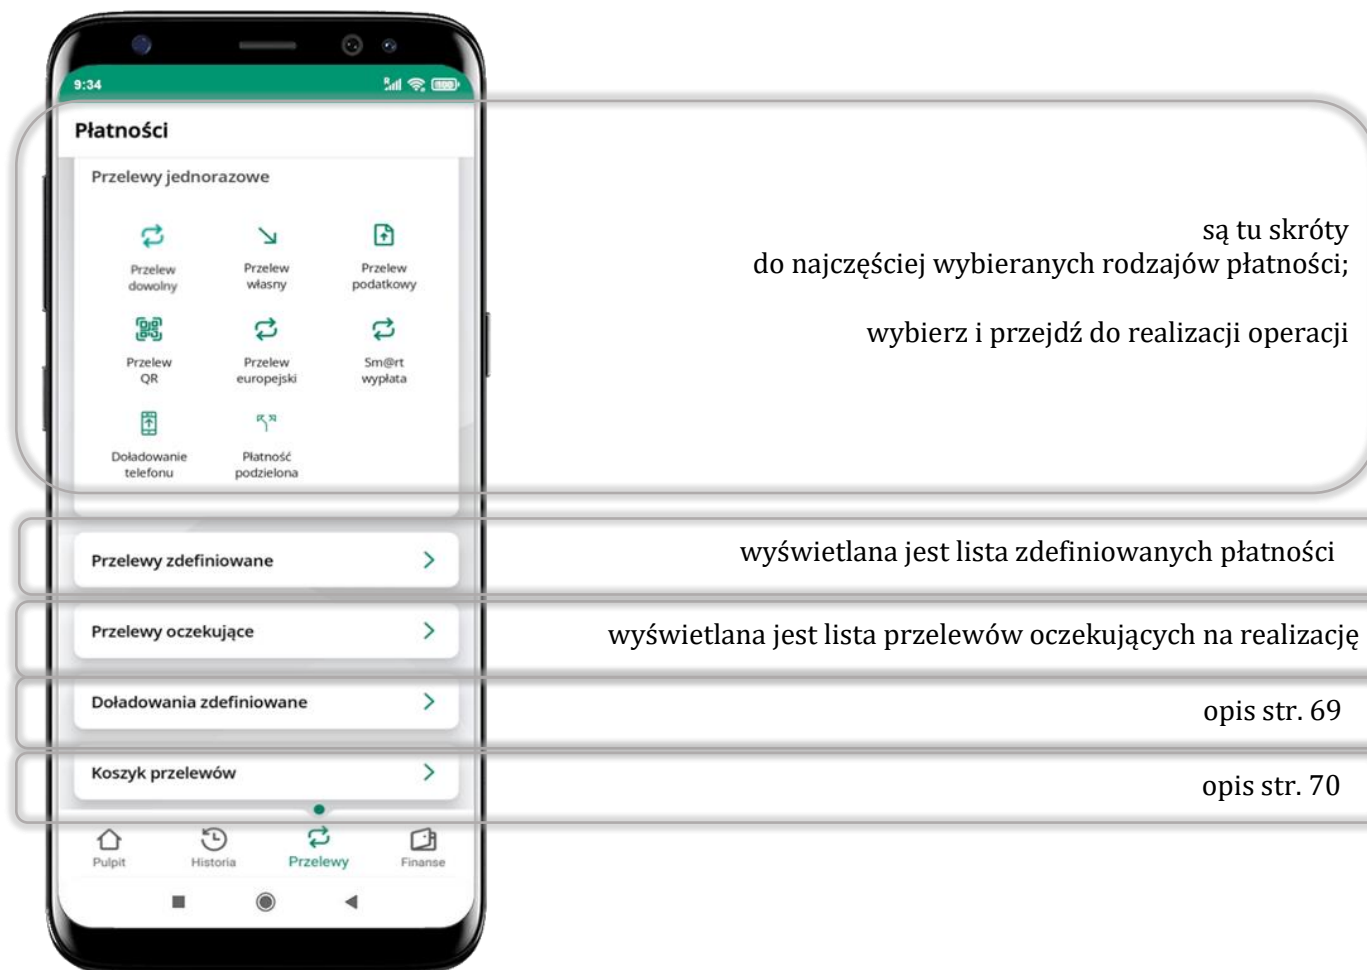 9:34
Płatności
Przelewy jednorazowe
Przelew
dowolny
Przelew
własny
Przelew
podatkowy
Przelew
QR
Przelew
europejski
Sm@rt
wypłata
Doładowanie
telefonu
Płatność
podzielona
są tu skróty
do najczęściej wybieranych rodzajów płatności;
wybierz i przejdź do realizacji operacji
Przelewy zdefiniowane
wyświetlana jest lista zdefiniowanych płatności
Przelewy oczekujące
wyświetlana jest lista przelewów oczekujących na realizację
Doładowania zdefiniowane
opis str. 69
Koszyk przelewów
opis str. 70
Pulpit
Historia
Przelewy
Finanse